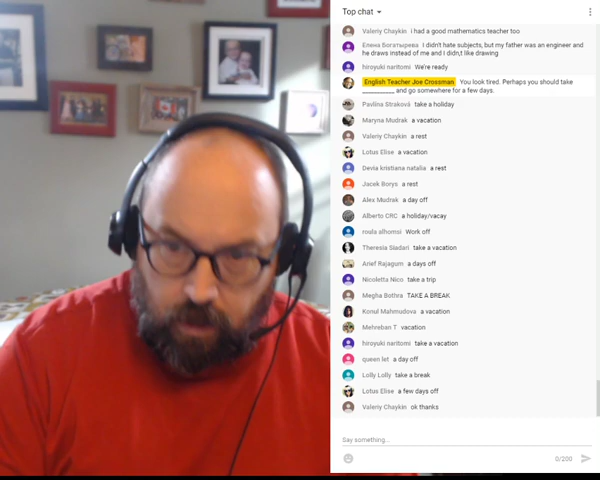 Top chat
Valeriy Chaykin i had a good mathematics teacher too
Елена Богатырева I didn't hate subjects, but my father was an engineer and
he draws instead of me and I didn;t like drawing
hiroyuki naritomi We're ready
English Teacher Joe Crossman You look tired. Perhaps you should take
__________ and go somewhere for a few days.
Pavlína Straková take a holiday
Maryna Mudrak a vacation
Valeriy Chaykin a rest
Lotus Elise a vacation
Devia kristiana natalia a rest
Jacek Borys a rest
Alex Mudrak a day off
Alberto CRC a holiday/vacay
roula alhomsi Work off
Theresia Siadari take a vacation
Arief Rajagum a days off
Nicoletta Nico take a trip
Megha Bothra TAKE A BREAK
Konul Mahmudova a vacation
Mehreban T vacation
hiroyuki naritomi take a vacation
queen let a day off
Lolly Lolly take a break
Lotus Elise a few days off
Valeriy Chaykin ok thanks
Say something...
0/200